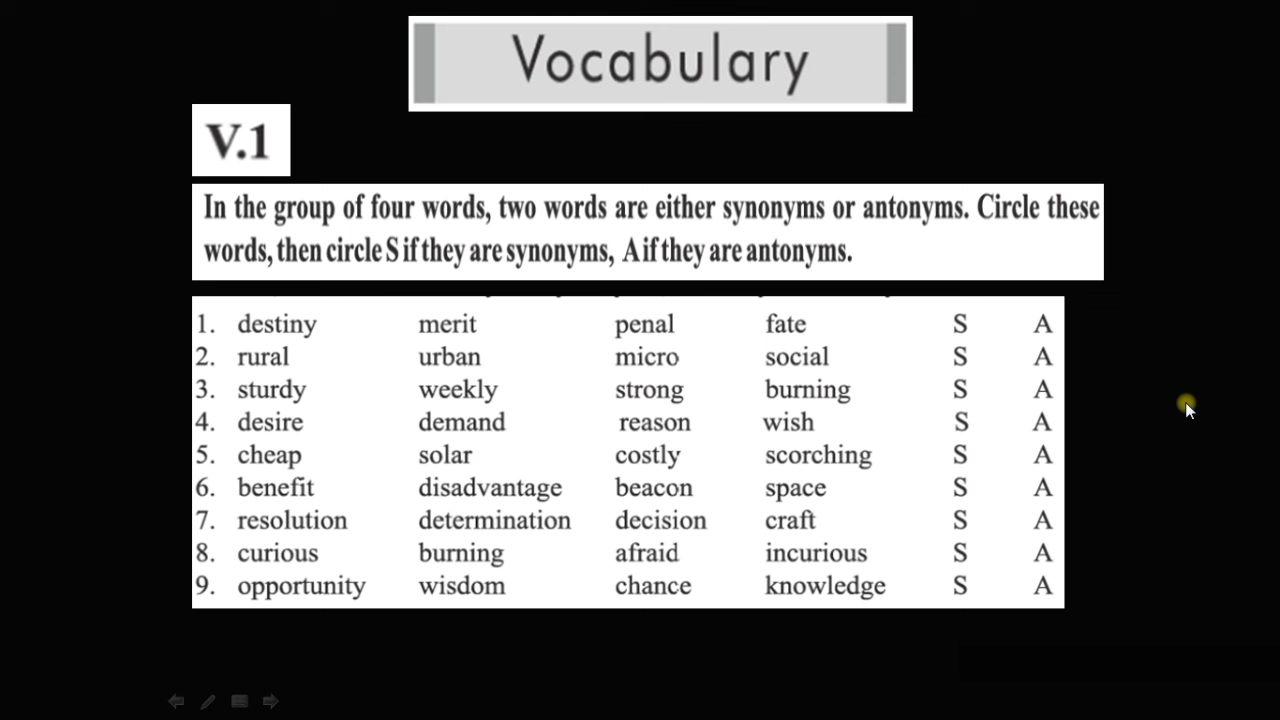 Vocabulary
V.1
In the group of four words, two words are either synonyms or antonyms. Circle these
words, then circle S if they are synonyms, A if they are antonyms.
1. destiny merit penal fate S A
2. rural urban micro social S A
3. sturdy weekly strong burning S A
4. desire demand reason wish S A
5. cheap solar costly scorching S A
6. benefit disadvantage beacon space S A
7. resolution determination decision craft S A
8. curious burning afraid incurious S A
9. opportunity wisdom chance knowledge S A